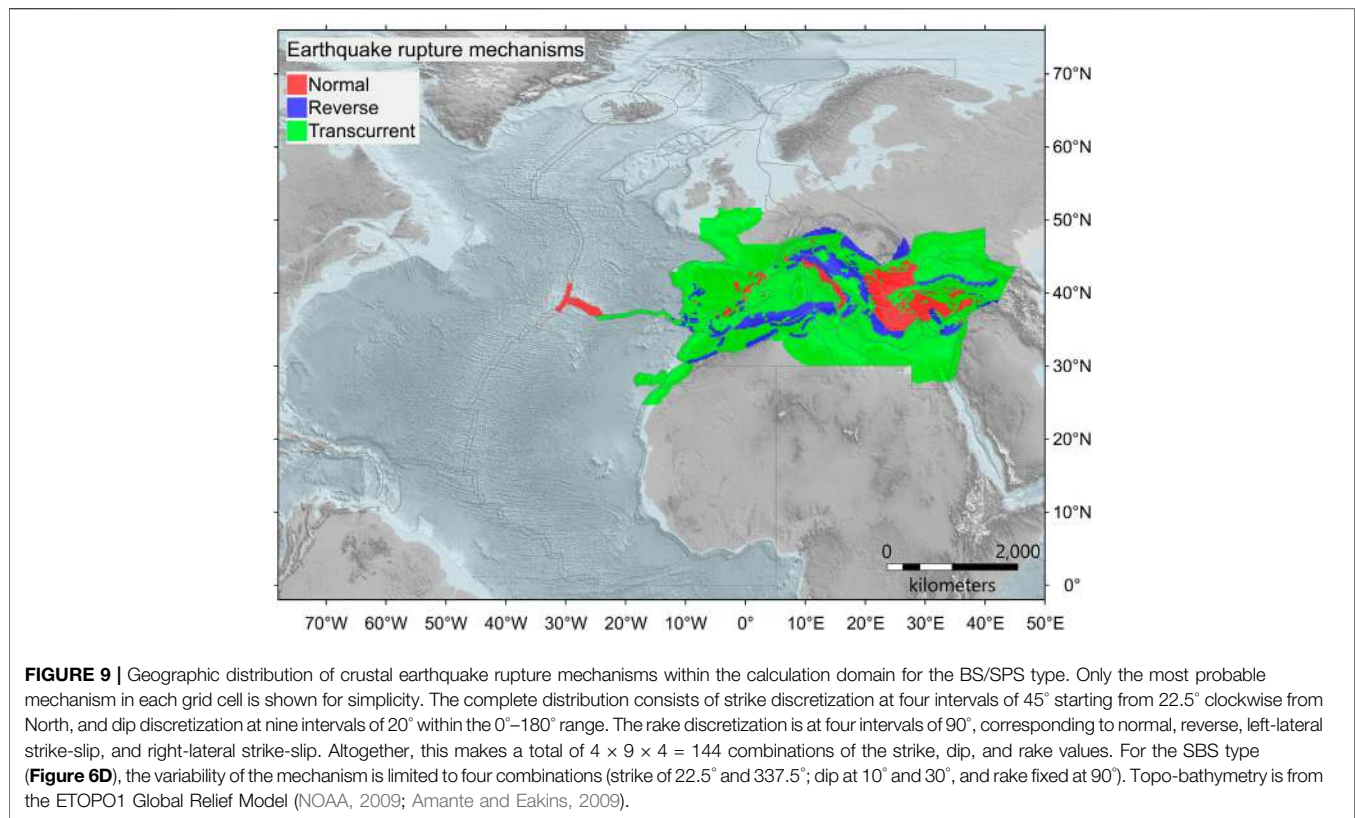 Earthquake rupture mechanisms
Normal
Reverse
Transcurrent
70°N
60°N
50°N
40°N
30°N
20°N
10°N
0°
0 2,000
kilometers
70°W 60°W 50°W 40°W 30°W 20°W 10°W 0° 10°E 20°E 30°E 40°E 50°E
FIGURE 9 | Geographic distribution of crustal earthquake rupture mechanisms within the calculation domain for the BS/SPS type. Only the most probable
mechanism in each grid cell is shown for simplicity. The complete distribution consists of strike discretization at four intervals of 45° starting from 22.5° clockwise from
North, and dip discretization at nine intervals of 20° within the 0°–180° range. The rake discretization is at four intervals of 90°, corresponding to normal, reverse, left-lateral
strike-slip, and right-lateral strike-slip. Altogether, this makes a total of 4 × 9 × 4 = 144 combinations of the strike, dip, and rake values. For the SBS type
(Figure 6D), the variability of the mechanism is limited to four combinations (strike of 22.5° and 337.5°; dip at 10° and 30°, and rake fixed at 90°). Topo-bathymetry is from
the ETOPO1 Global Relief Model (NOAA, 2009; Amante and Eakins, 2009).